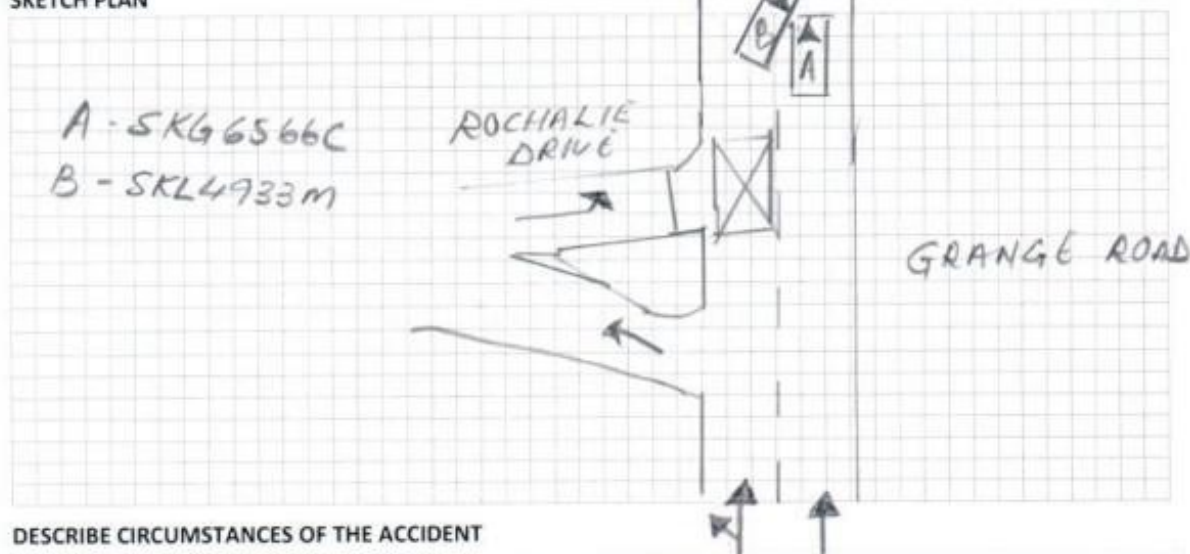 SKETCH PLAN
A - SKG6566C
B - SKL4933M
ROCHALIE
DRIVE
B
A
GRANGE ROAD
DESCRIBE CIRCUMSTANCES OF THE ACCIDENT